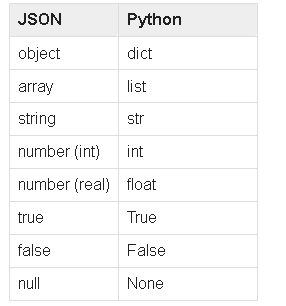 JSON Python
object dict
array list
string str
number (int) int
number (real) float
true True
false False
null None